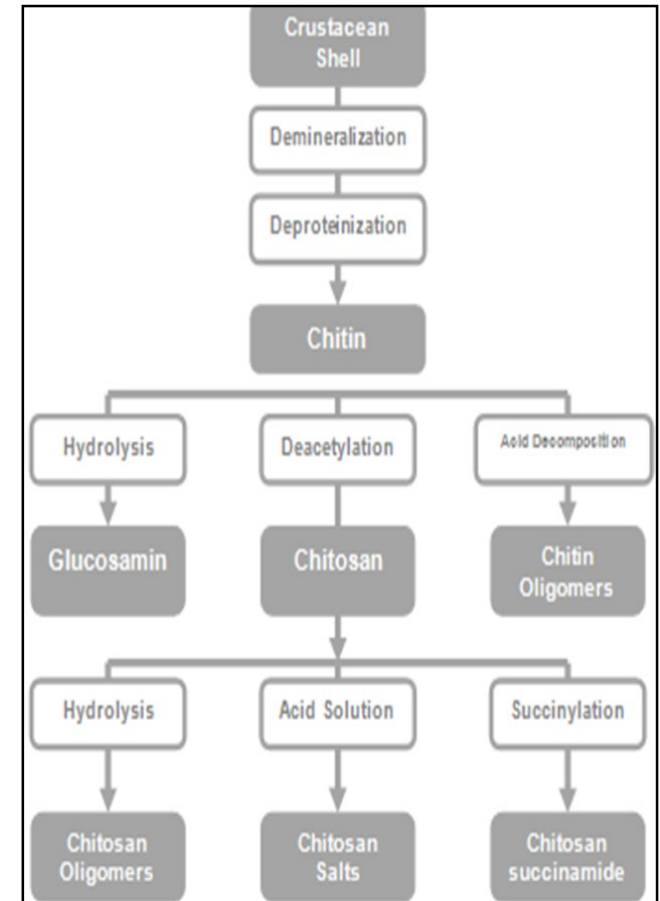 Crustacean
Shell
Demineralization
Deproteinization
Chitin
Hydrolysis
Deacetylation
Acid Decomposition
Glucosamin
Chitosan
Chitin
Oligomers
Hydrolysis
Acid Solution
Succinylation
Chitosan
Oligomers
Chitosan
Salts
Chitosan
succinamide